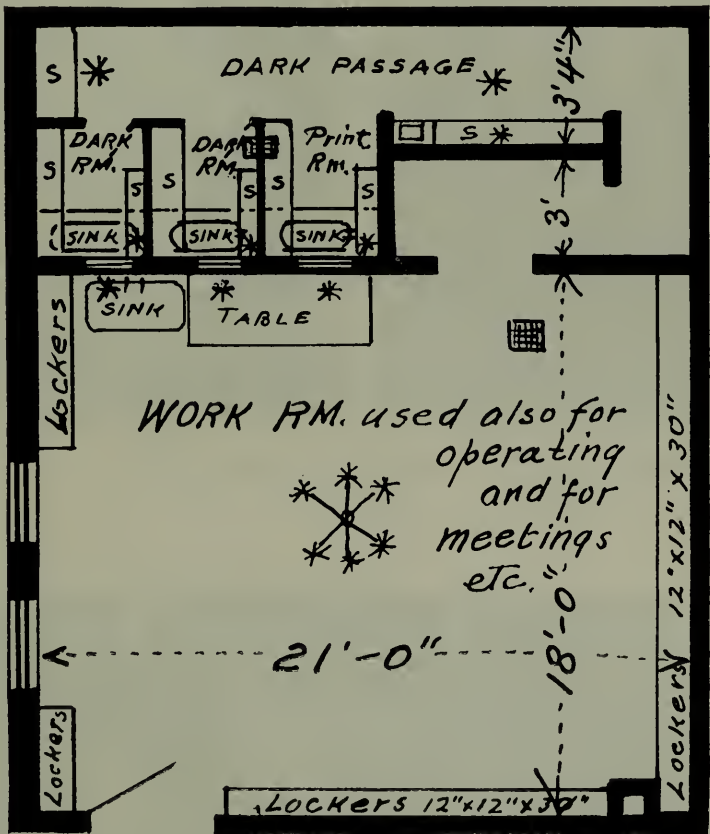 DARK PASSAGE
S
3'4"
DARK
RM.
DARK
RM.
Print
Rm.
S
S
S
S
S
S
S
3'
SINK
SINK
SINK
SINK
TABLE
Lockers
WORK RM. used also for
operating
and for
meetings
etc.
21'-0"
18'-0"
Lockers 12"x12"x30"
Lockers
LOCKERS 12"x12"x30"